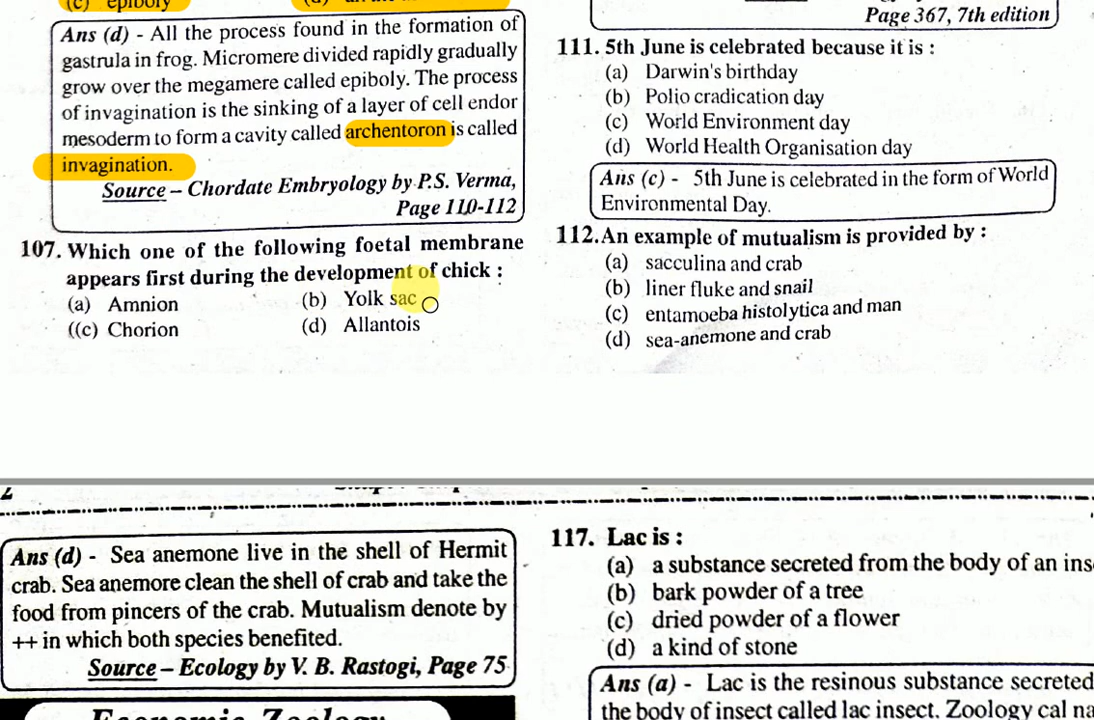 (c) epiboly
Ans (d) - All the process found in the formation of
gastrula in frog. Micromere divided rapidly gradually
grow over the megamere called epiboly. The process
of invagination is the sinking of a layer of cell endor
mesoderm to form a cavity called archentoron is called
invagination.
Source – Chordate Embryology by P.S. Verma,
Page 110-112
107. Which one of the following foetal membrane
appears first during the development of chick :
(a) Amnion (b) Yolk sac
((c) Chorion (d) Allantois
Page 367, 7th edition
111. 5th June is celebrated because it is :
(a) Darwin's birthday
(b) Polio cradication day
(c) World Environment day
(d) World Health Organisation day
Ans (c) - 5th June is celebrated in the form of World
Environmental Day.
112. An example of mutualism is provided by :
(a) sacculina and crab
(b) liner fluke and snail
(c) entamoeba histolytica and man
(d) sea-anemone and crab
Ans (d) - Sea anemone live in the shell of Hermit
crab. Sea anemore clean the shell of crab and take the
food from pincers of the crab. Mutualism denote by
++ in which both species benefited.
Source – Ecology by V. B. Rastogi, Page 75
Economic Zoology
117. Lac is :
(a) a substance secreted from the body of an ins
(b) bark powder of a tree
(c) dried powder of a flower
(d) a kind of stone
Ans (a) - Lac is the resinous substance secreted
the body of insect called lac insect. Zoology cal na